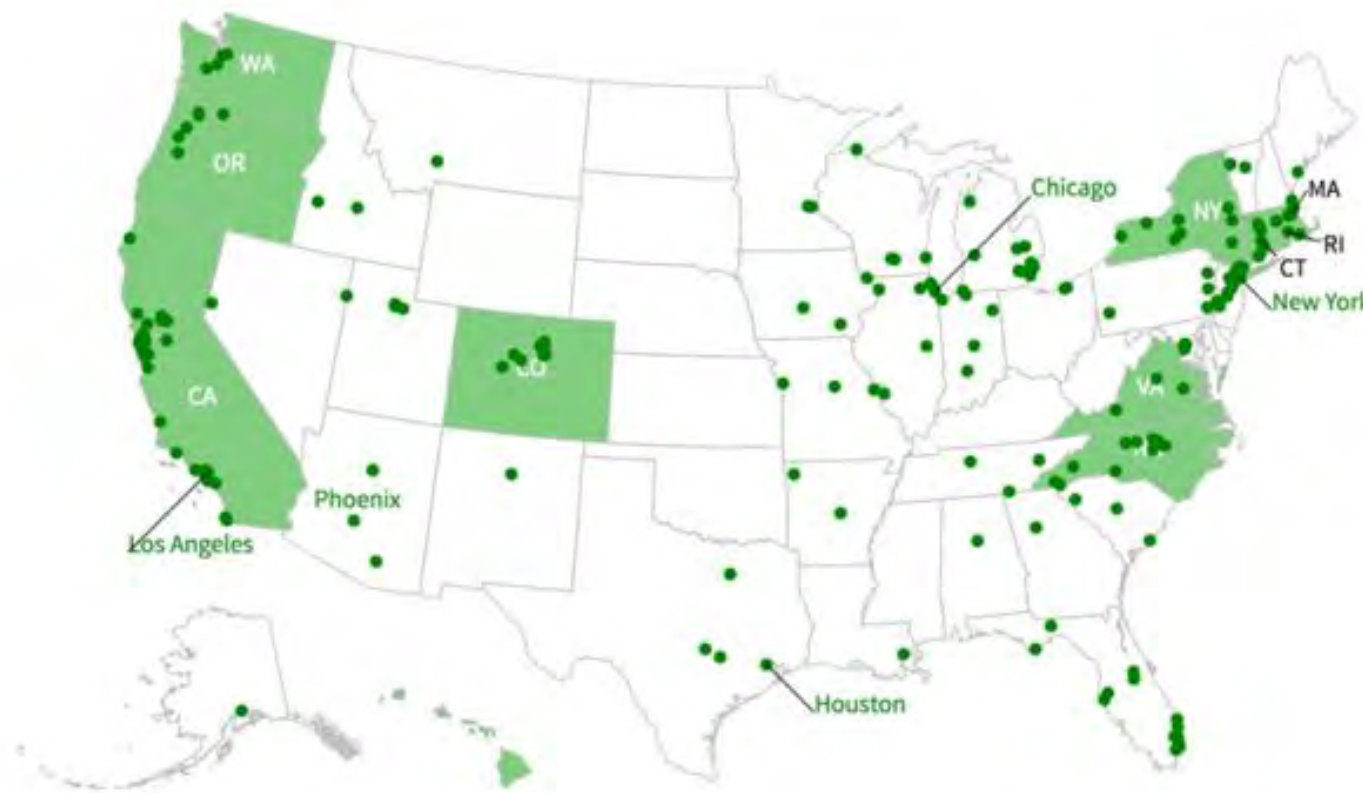 WA
OR
Chicago
MA
NY
RI
CT
New York
CO
VA
CA
Phoenix
Los Angeles
Houston